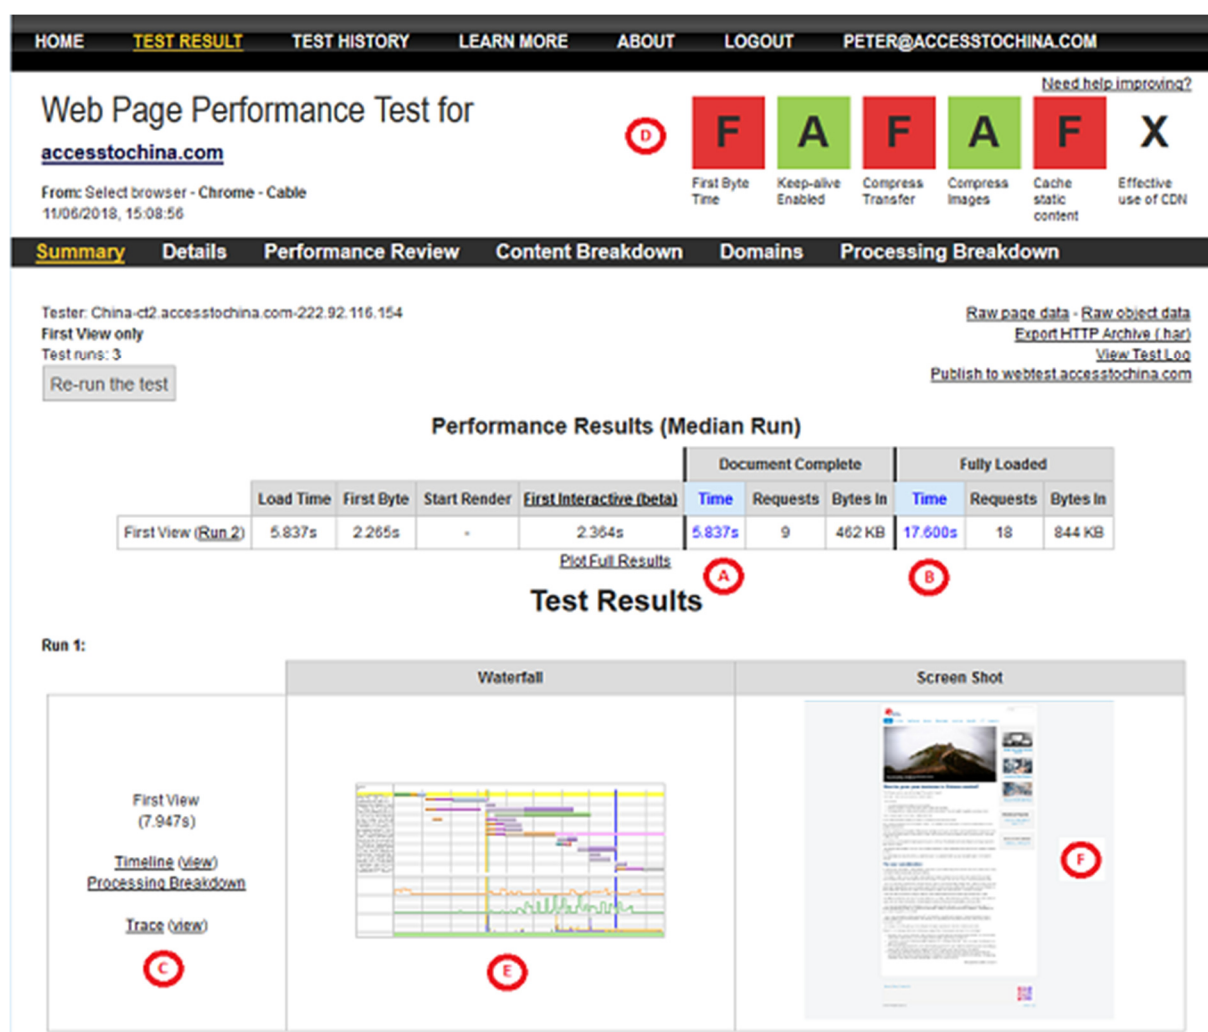 HOME TEST RESULT TEST HISTORY LEARN MORE ABOUT LOGOUT PETER@ACCESSTOCHINA.COM
Need help improving?
Web Page Performance Test for
accesstochina.com
From: Select browser - Chrome - Cable
11/06/2018, 15:08:56
D
F A F A F X
First Byte Time
Keep-alive Enabled
Compress Transfer
Compress Images
Cache static content
Effective use of CDN
Summary Details Performance Review Content Breakdown Domains Processing Breakdown
Tester: China-ct2.accesstochina.com-222.92.116.154
First View only
Test runs: 3
Re-run the test
Raw page data - Raw object data
Export HTTP Archive (.har)
View Test Log
Publish to webtest.accesstochina.com
Performance Results (Median Run)
Document Complete Fully Loaded
Load Time First Byte Start Render First Interactive (beta) Time Requests Bytes In Time Requests Bytes In
First View (Run 2) 5.837s 2.265s - 2.364s 5.837s 9 462 KB 17.600s 18 844 KB
Plot Full Results
A
B
Test Results
Run 1:
Waterfall Screen Shot
First View
(7.947s)
Timeline (view)
Processing Breakdown
Trace (view)
C
E
F